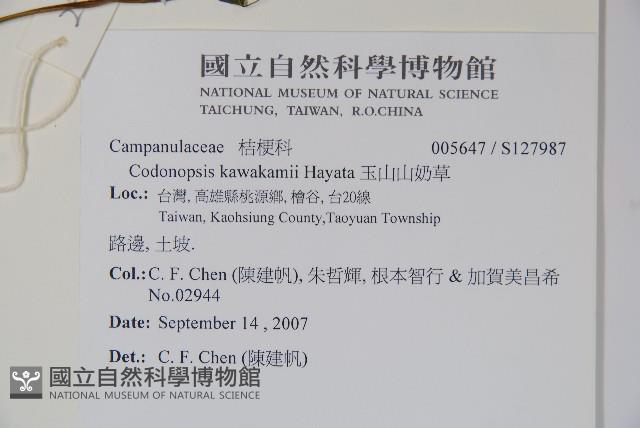 國立自然科學博物館
NATIONAL MUSEUM OF NATURAL SCIENCE
TAICHUNG, TAIWAN, R.O.CHINA
Campanulaceae 桔梗科 005647 / S127987
Codonopsis kawakamii Hayata 玉山山奶草
Loc.: 台灣, 高雄縣桃源鄉, 檜谷, 台20線
Taiwan, Kaohsiung County,Taoyuan Township
路邊, 土坡.
Col.: C. F. Chen (陳建帆), 朱哲輝, 根本智行 & 加賀美昌希
No.02944
Date: September 14 , 2007
Det.: C. F. Chen (陳建帆)
國立自然科學博物館
NATIONAL MUSEUM OF NATURAL SCIENCE